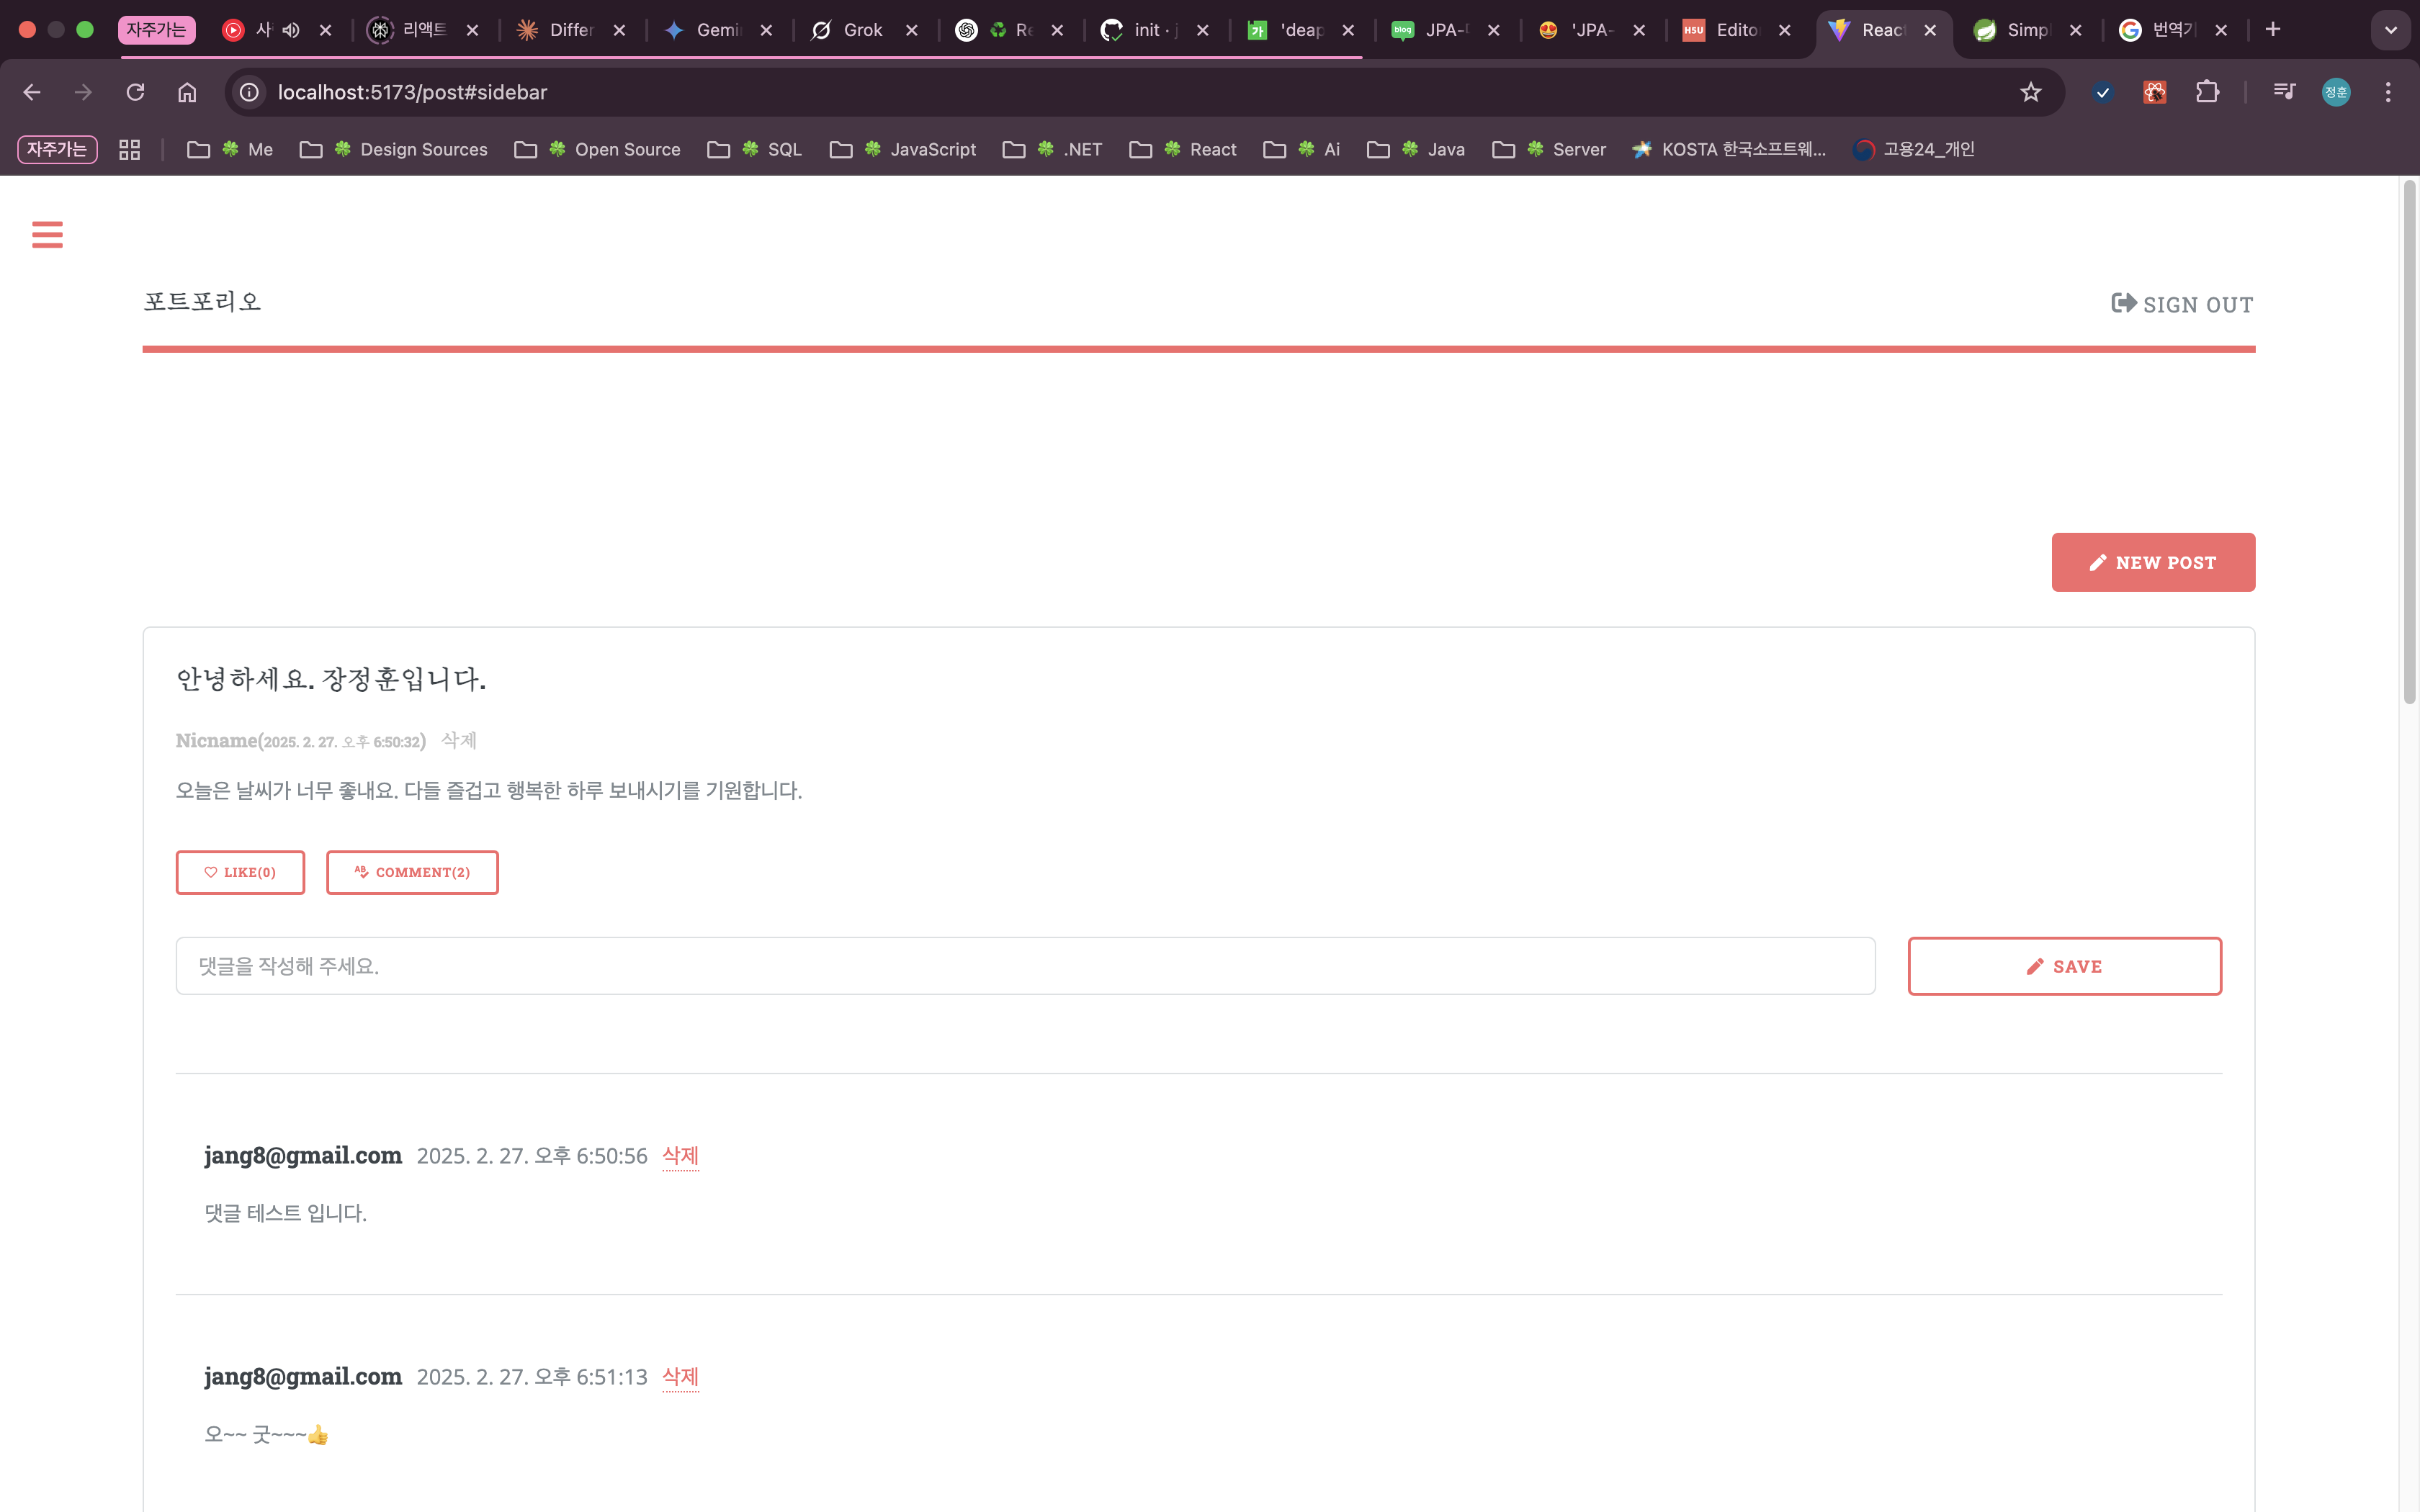 자주가는
리액트
Differ
Gemi
Grok
Re
init · j
'deap
JPA-
'JPA-
HSU
Edito
Reac
Simpl
번역기
localhost:5173/post#sidebar
정훈
자주가는
Me
Design Sources
Open Source
SQL
JavaScript
.NET
React
Ai
Java
Server
KOSTA 한국소프트웨...
고용24_개인
포트포리오
SIGN OUT
NEW POST
안녕하세요. 장정훈입니다.
Nicname(2025. 2. 27. 오후 6:50:32) 삭제
오늘은 날씨가 너무 좋내요. 다들 즐겁고 행복한 하루 보내시기를 기원합니다.
LIKE(0)
COMMENT(2)
댓글을 작성해 주세요.
SAVE
jang8@gmail.com 2025. 2. 27. 오후 6:50:56 삭제
댓글 테스트 입니다.
jang8@gmail.com 2025. 2. 27. 오후 6:51:13 삭제
오~~ 굿~~~👍